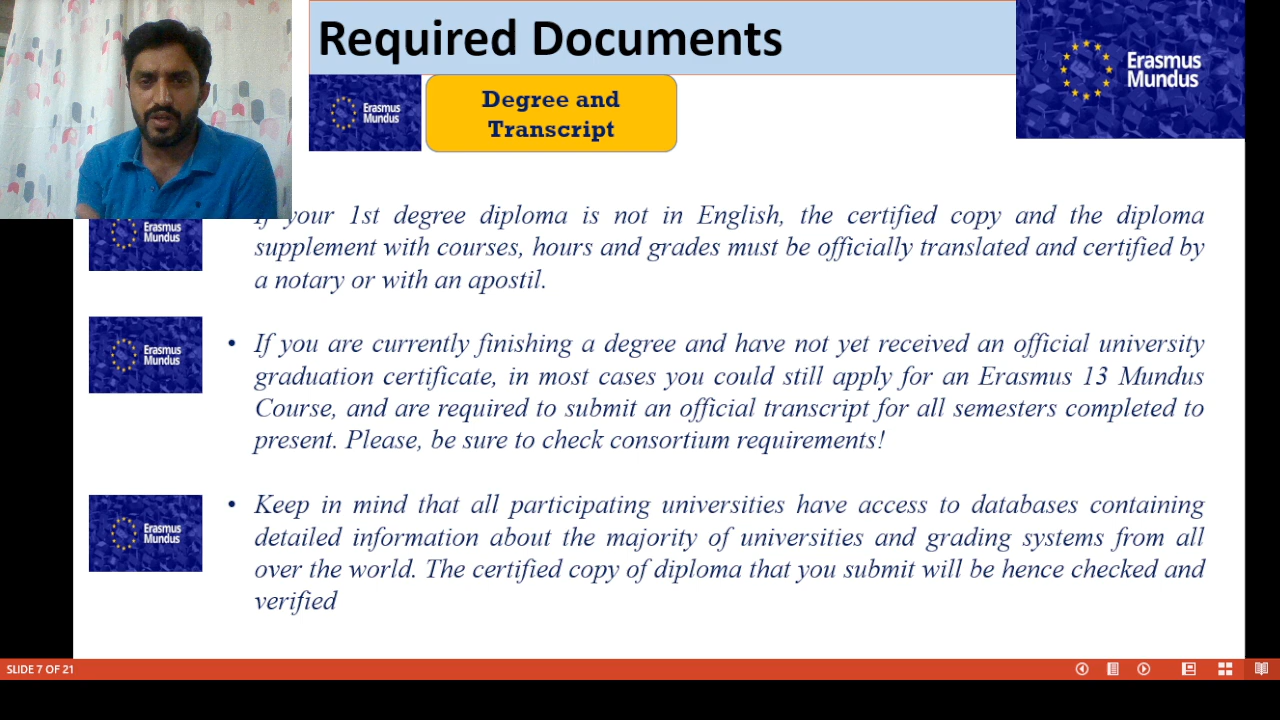 Required Documents
Erasmus
Mundus
Erasmus
Mundus
Degree and
Transcript
Erasmus
Mundus
If your 1st degree diploma is not in English, the certified copy and the diploma
supplement with courses, hours and grades must be officially translated and certified by
a notary or with an apostil.
Erasmus
Mundus
• If you are currently finishing a degree and have not yet received an official university
graduation certificate, in most cases you could still apply for an Erasmus 13 Mundus
Course, and are required to submit an official transcript for all semesters completed to
present. Please, be sure to check consortium requirements!
Erasmus
Mundus
• Keep in mind that all participating universities have access to databases containing
detailed information about the majority of universities and grading systems from all
over the world. The certified copy of diploma that you submit will be hence checked and
verified
SLIDE 7 OF 21